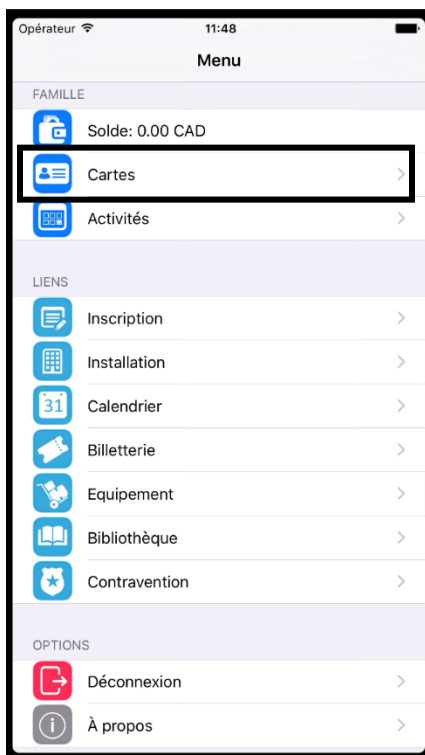 Opérateur 11:48
Menu
FAMILLE
Solde: 0.00 CAD
Cartes
Activités
LIENS
Inscription
Installation
31 Calendrier
Billetterie
Equipement
Bibliothèque
Contravention
OPTIONS
Déconnexion
i À propos